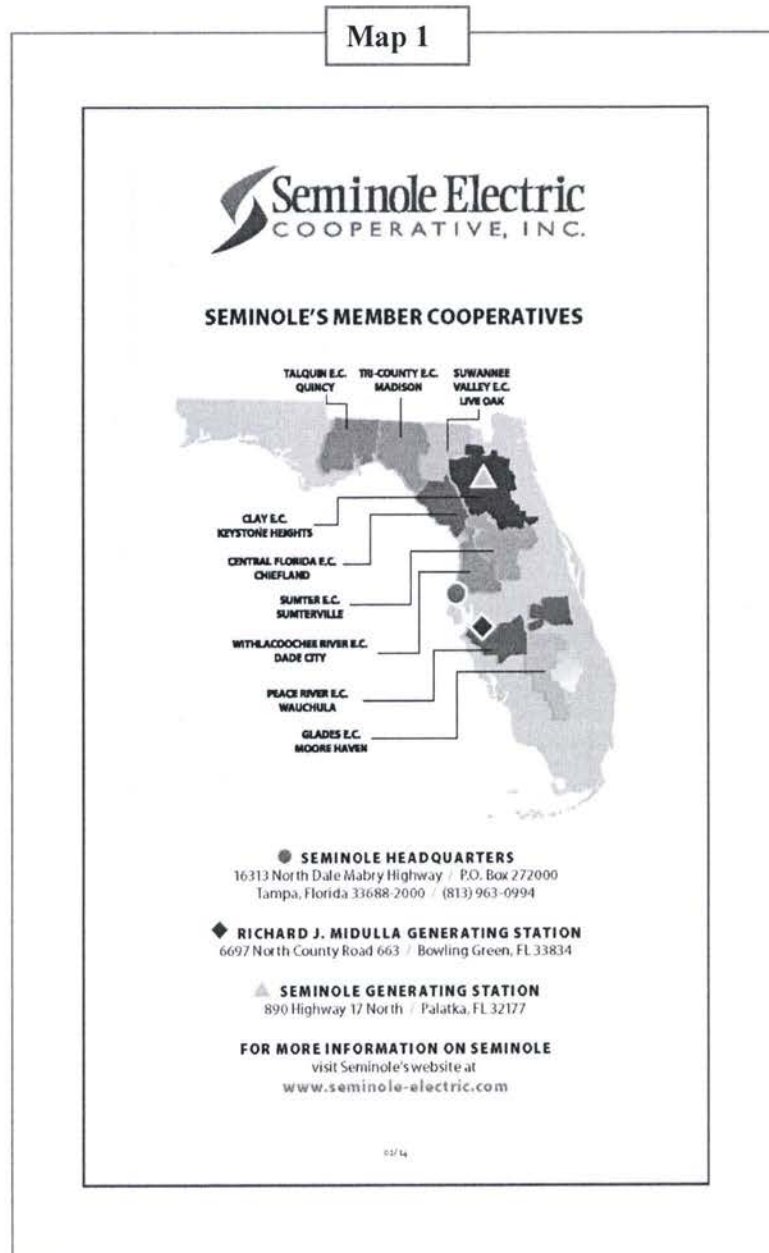 Map 1
Seminole Electric
COOPERATIVE, INC.
SEMINOLE'S MEMBER COOPERATIVES
TALQUIN E.C.
QUINCY
TRI-COUNTY E.C.
MADISON
SUWANNEE
VALLEY E.C.
LIVE OAK
CLAY E.C.
KEYSTONE HEIGHTS
CENTRAL FLORIDA E.C.
CHIEFLAND
SUMTER E.C.
SUMTERVILLE
WITHLACOOCHEE RIVER E.C.
DADE CITY
PEACE RIVER E.C.
WAUCHULA
GLADES E.C.
MOORE HAVEN
SEMINOLE HEADQUARTERS
16313 North Dale Mabry Highway / P.O. Box 272000
Tampa, Florida 33688-2000 / (813) 963-0994
RICHARD J. MIDULLA GENERATING STATION
6697 North County Road 663 / Bowling Green, FL 33834
SEMINOLE GENERATING STATION
890 Highway 17 North / Palatka, FL 32177
FOR MORE INFORMATION ON SEMINOLE
visit Seminole's website at
www.seminole-electric.com
02/14